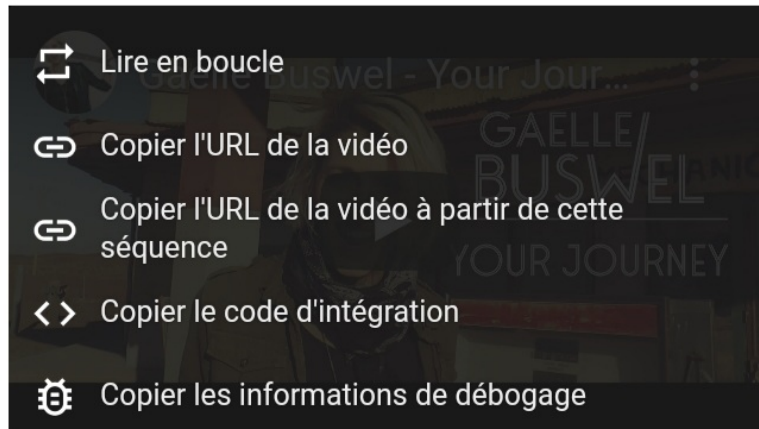 Lire en boucle
Gaelle Buswel - Your Jour...
Copier l'URL de la vidéo
GAELLE
BUSWEL
Copier l'URL de la vidéo à partir de cette
séquence
YOUR JOURNEY
Copier le code d'intégration
Copier les informations de débogage